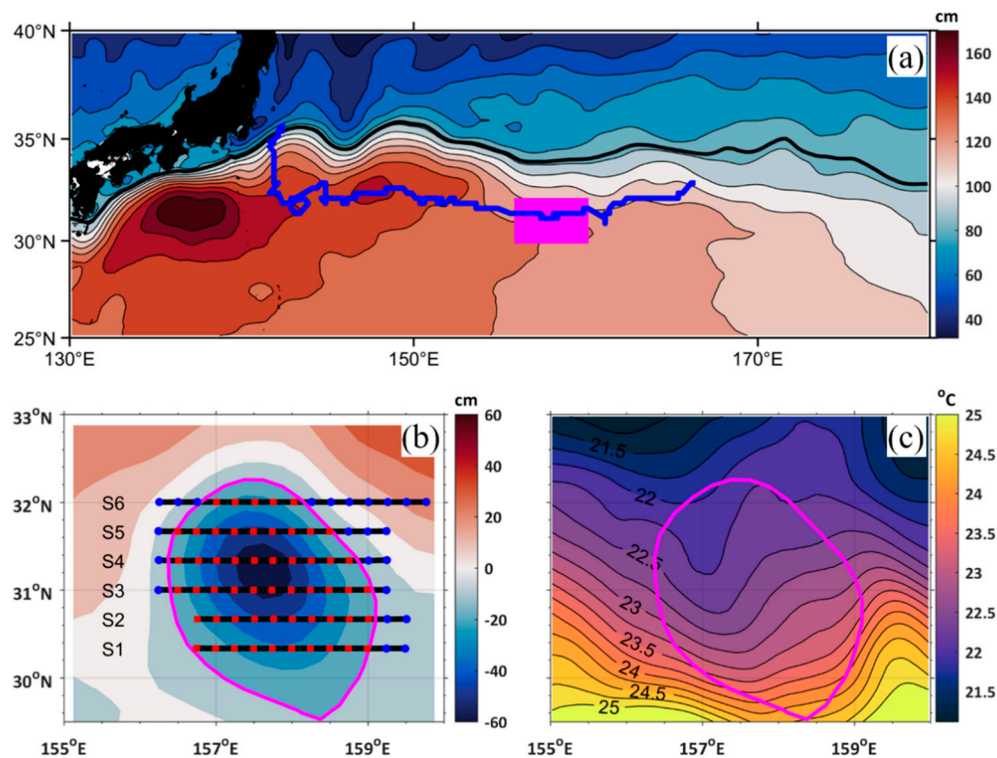 cm
40°N
(a)
160
140
35°N
120
100
30°N
80
60
40
25°N
130°E 150°E 170°E
cm
°C
33°N
(b)
60
(c)
25
21.5
24.5
40
32°N
S6
22
24
S5
20
23.5
22.5
S4
0
23
31°N
S3
23
-20
22.5
S2
23.5
S1
-40
22
30°N
24
24.5
21.5
25
-60
155°E 157°E 159°E
155°E 157°E 159°E